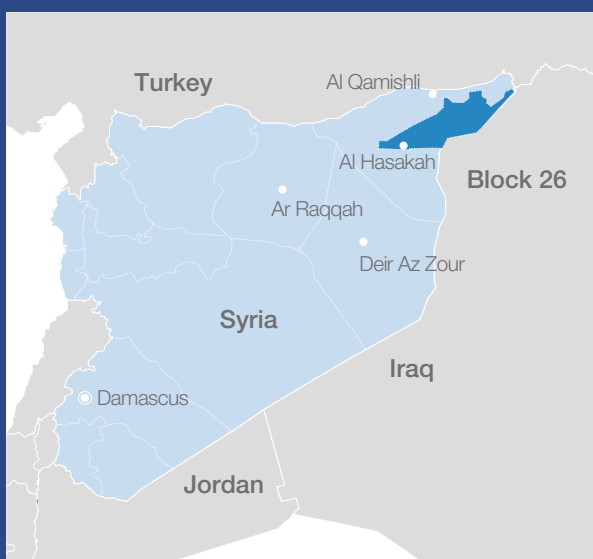 Turkey
Al Qamishli
Al Hasakah
Block 26
Ar Raqqah
Deir Az Zour
Syria
Iraq
Damascus
Jordan